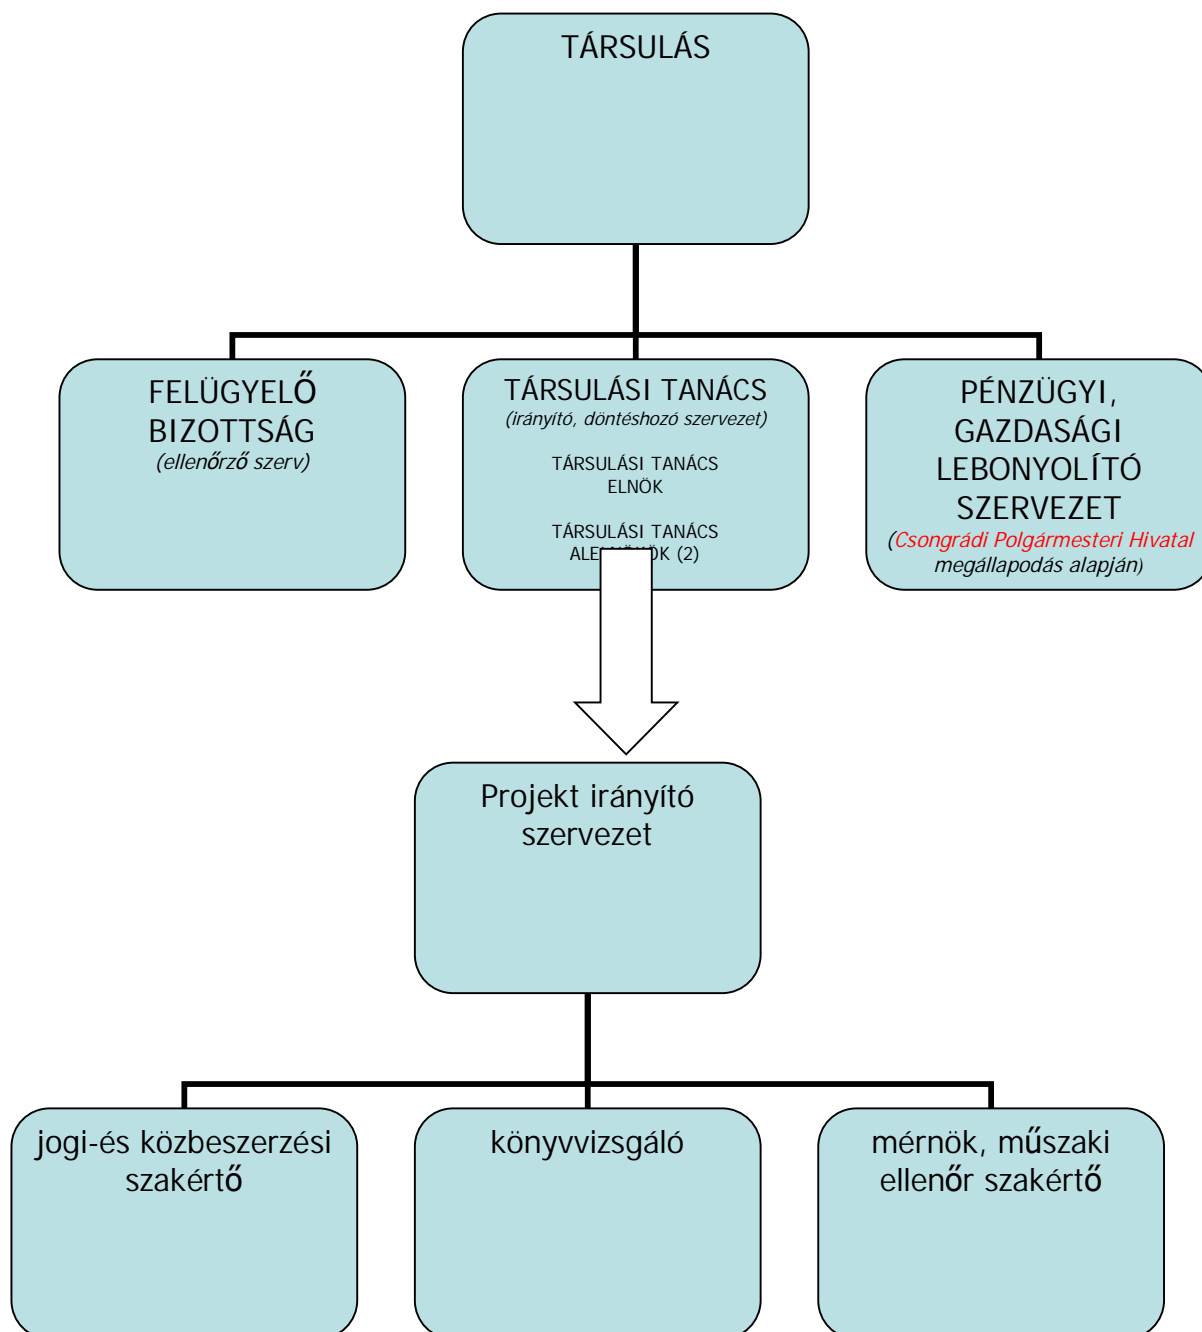 TÁRSULÁS
FELÜGYELŐ
BIZOTTSÁG
(ellenőrző szerv)
TÁRSULÁSI TANÁCS
(irányító, döntéshozó szervezet)
TÁRSULÁSI TANÁCS
ELNÖK
TÁRSULÁSI TANÁCS
ALELNÖKÖK (2)
PÉNZÜGYI,
GAZDASÁGI
LEBONYOLÍTÓ
SZERVEZET
(Csongrádi Polgármesteri Hivatal
megállapodás alapján)
Projekt irányító
szervezet
jogi-és közbeszerzési
szakértő
könyvvizsgáló
mérnök, műszaki
ellenőr szakértő